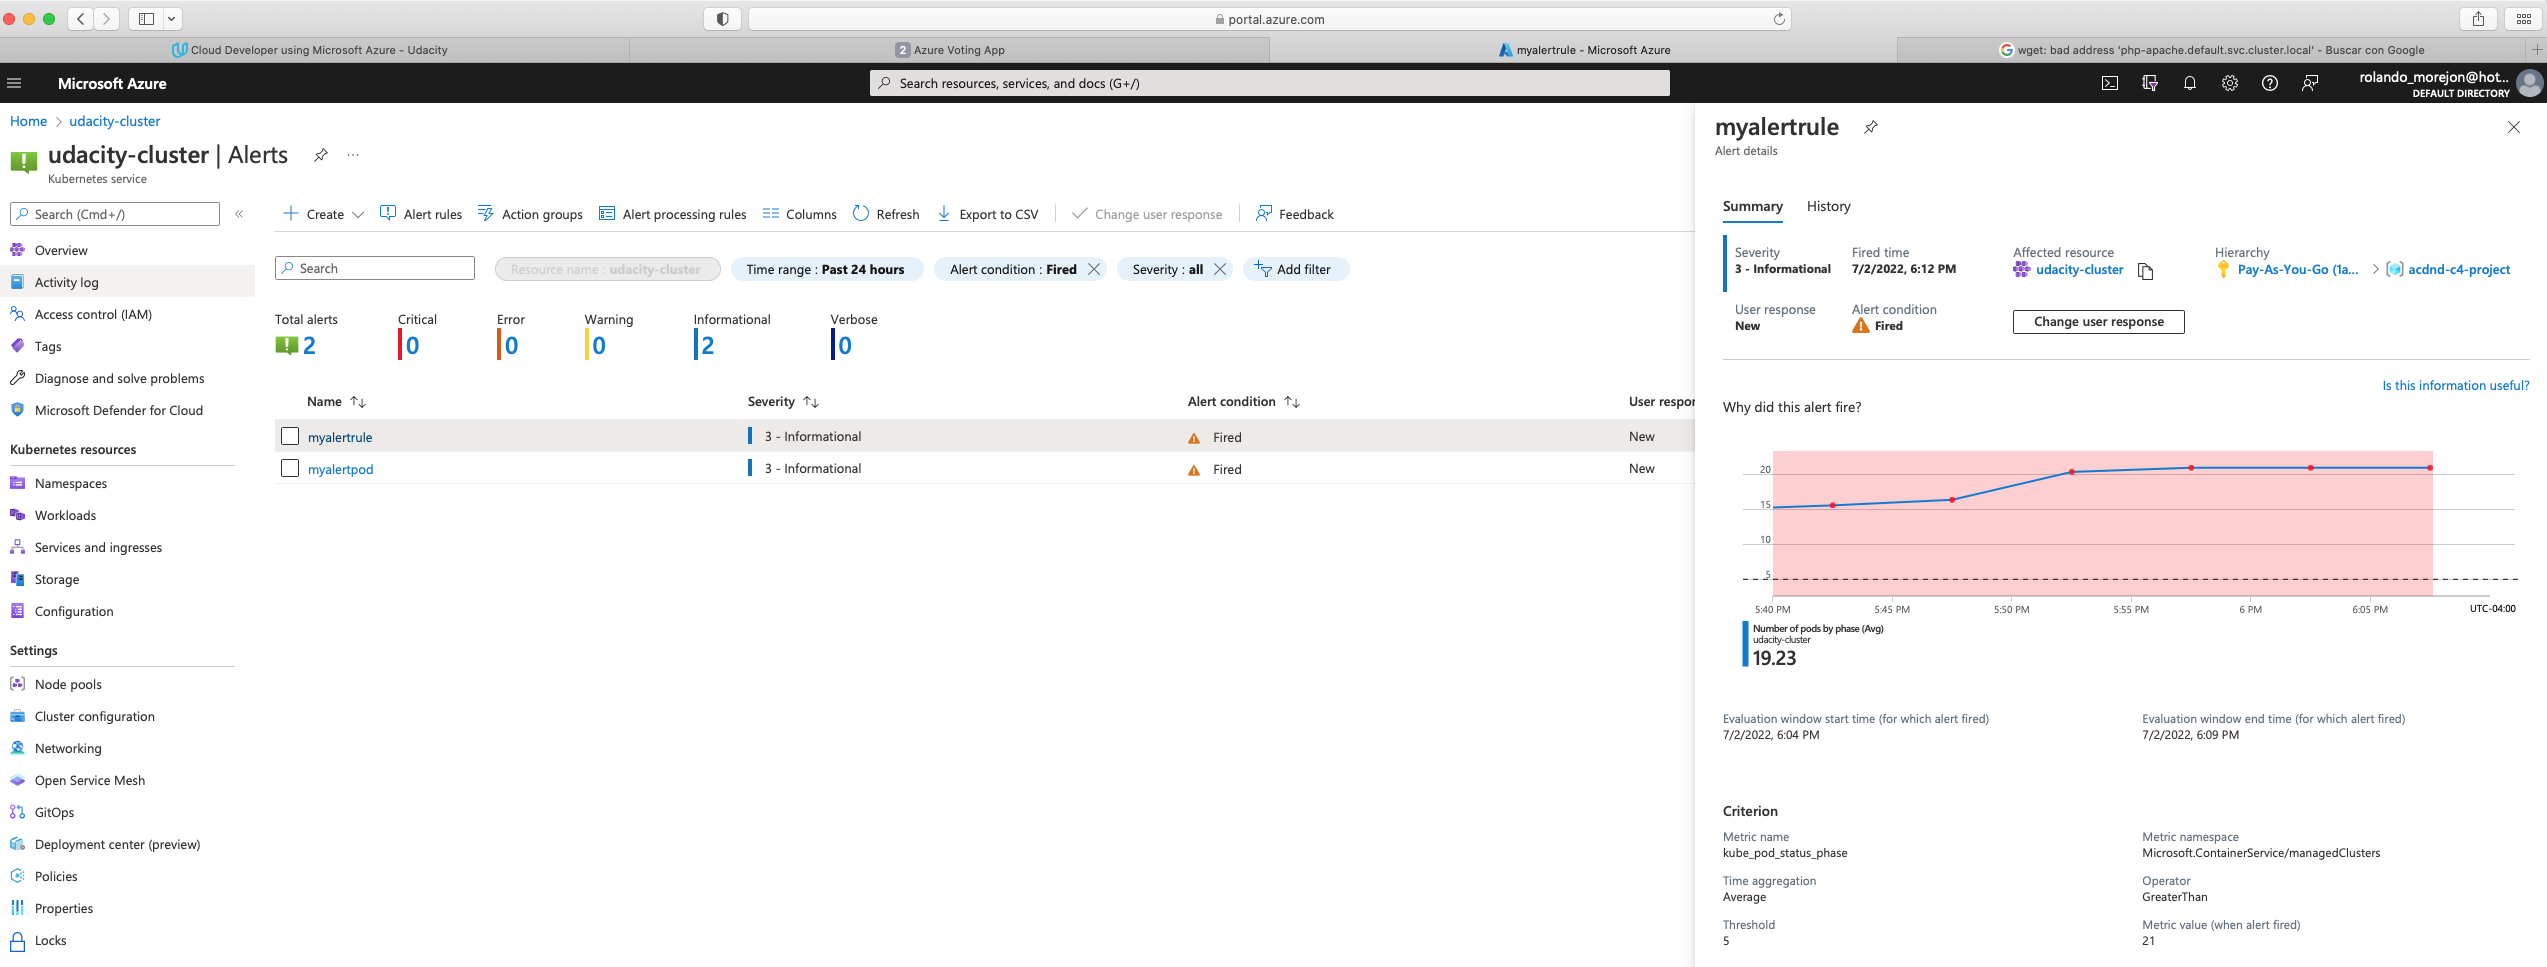 portal.azure.com
Cloud Developer using Microsoft Azure - Udacity
2 Azure Voting App
myalertrule - Microsoft Azure
wget: bad address 'php-apache.default.svc.cluster.local' - Buscar con Google
Microsoft Azure
Search resources, services, and docs (G+/)
rolando_morejon@hot...
DEFAULT DIRECTORY
Home > udacity-cluster
udacity-cluster | Alerts
Kubernetes service
Search (Cmd+/)
Overview
Activity log
Access control (IAM)
Tags
Diagnose and solve problems
Microsoft Defender for Cloud
Kubernetes resources
Namespaces
Workloads
Services and ingresses
Storage
Configuration
Settings
Node pools
Cluster configuration
Networking
Open Service Mesh
GitOps
Deployment center (preview)
Policies
Properties
Locks
Create Alert rules Action groups Alert processing rules Columns Refresh Export to CSV Change user response Feedback
Search Resource name : udacity-cluster Time range : Past 24 hours Alert condition : Fired Severity : all Add filter
Total alerts Critical Error Warning Informational Verbose
2 0 0 0 2 0
Name Severity Alert condition User respon
myalertrule 3 - Informational Fired New
myalertpod 3 - Informational Fired New
myalertrule
Alert details
Summary History
Severity Fired time Affected resource Hierarchy
3 - Informational 7/2/2022, 6:12 PM udacity-cluster Pay-As-You-Go (1a... > acdnd-c4-project
User response Alert condition
New Fired Change user response
Is this information useful?
Why did this alert fire?
20
15
10
5
5:40 PM 5:45 PM 5:50 PM 5:55 PM 6 PM 6:05 PM UTC-04:00
Number of pods by phase (Avg)
udacity-cluster
19.23
Evaluation window start time (for which alert fired) Evaluation window end time (for which alert fired)
7/2/2022, 6:04 PM 7/2/2022, 6:09 PM
Criterion
Metric name Metric namespace
kube_pod_status_phase Microsoft.ContainerService/managedClusters
Time aggregation Operator
Average GreaterThan
Threshold Metric value (when alert fired)
5 21